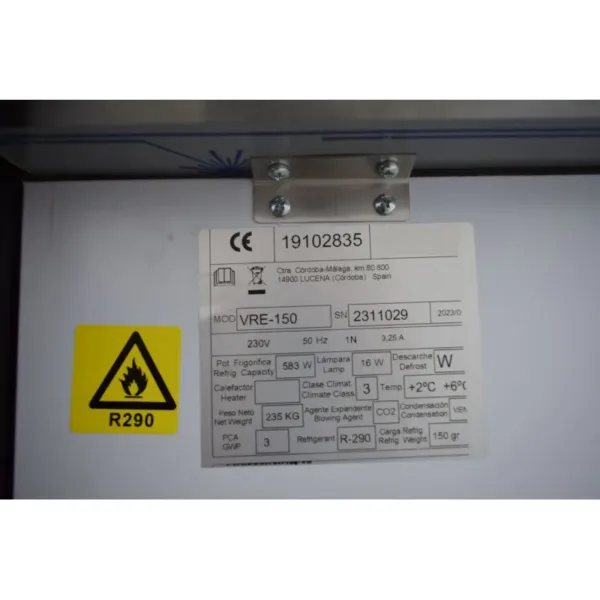 CE 19102835
Ctra. Córdoba-Málaga, km.80.800
14900 LUCENA (Córdoba) Spain
MOD VRE-150 SN 2311029 2023/0
230V 50 Hz 1N 3,25 A
Pot. Frigorífica 583 W Lámpara 16 W Descarche W
Refrig. Capacity Lamp Defrost
Calefactor Clase Climat. 3 Temp. +2ºC +6º
Heater Climate Class.
Peso Neto 235 KG Agente Expandente CO2 Condensación
Net Weight Blowing Agent Condensation
PCA 3 Refrigerant R-290 Carga Refrig. 150 gr
GWP Refrig. Weight
R290